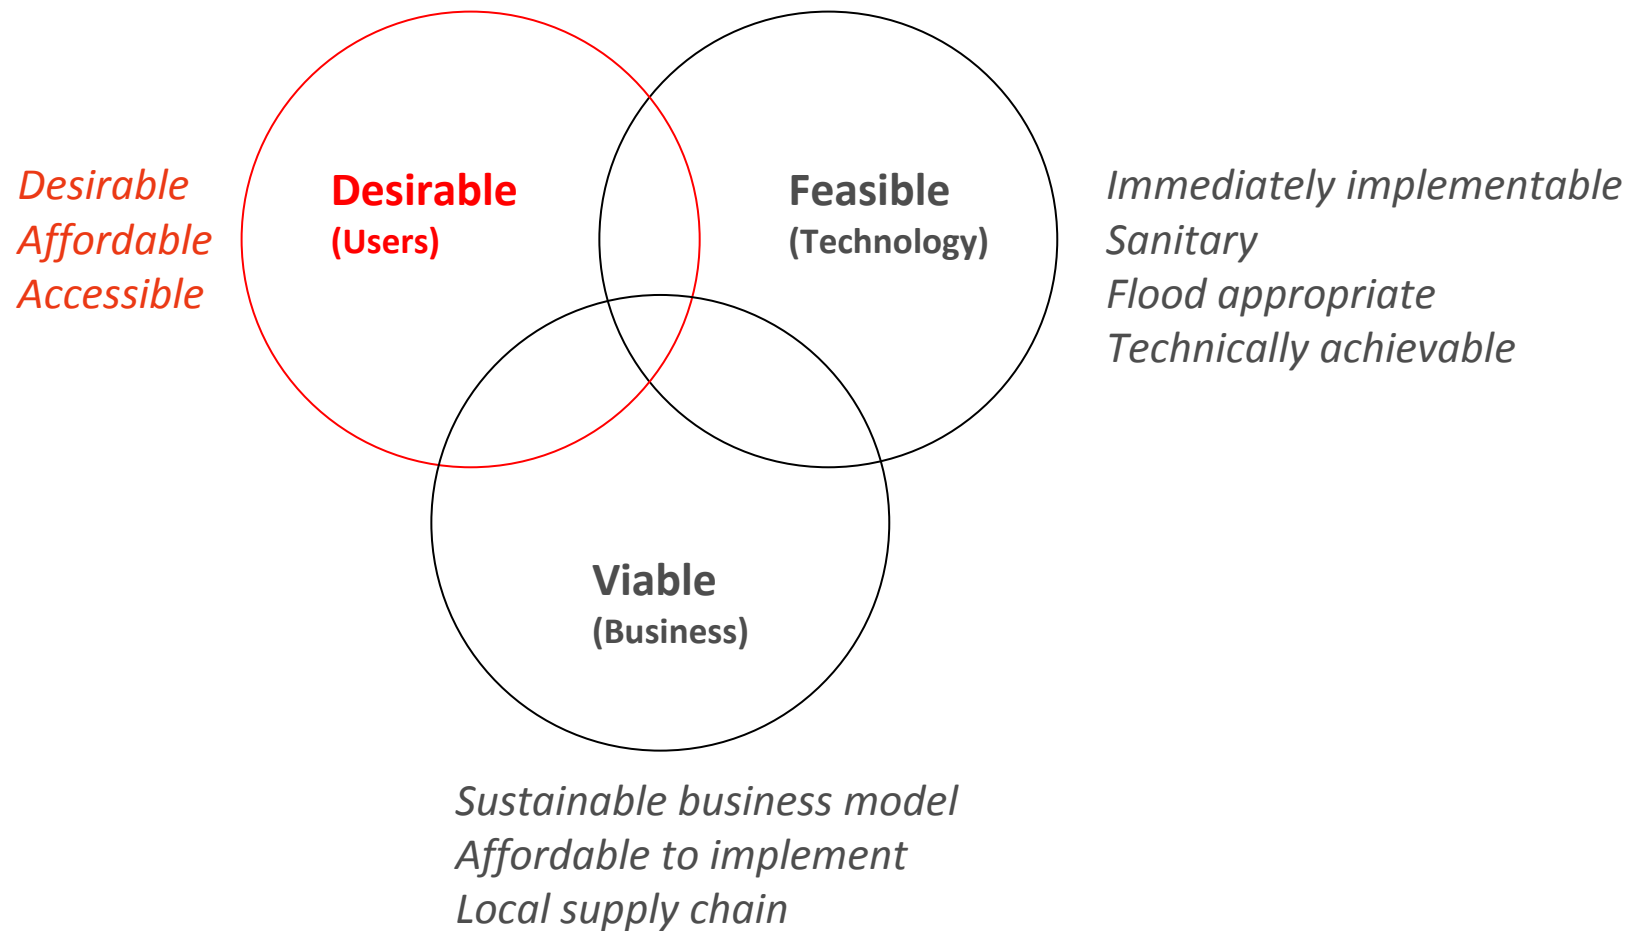 Desirable
Affordable
Accessible
Desirable
(Users)
Feasible
(Technology)
Immediately implementable
Sanitary
Flood appropriate
Technically achievable
Viable
(Business)
Sustainable business model
Affordable to implement
Local supply chain